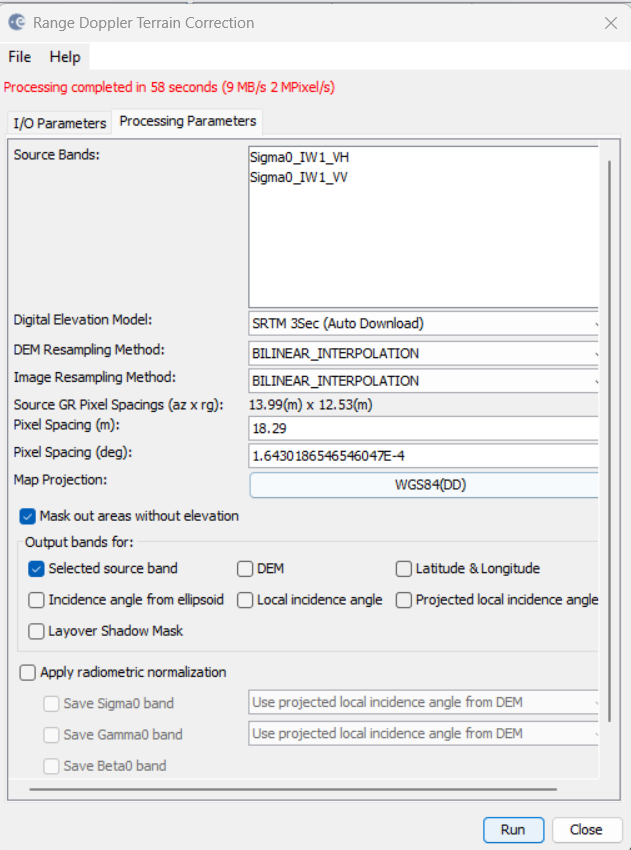 Range Doppler Terrain Correction
File Help
Processing completed in 58 seconds (9 MB/s 2 MPixel/s)
I/O Parameters Processing Parameters
Source Bands: Sigma0_IW1_VH
Sigma0_IW1_VV
Digital Elevation Model: SRTM 3Sec (Auto Download)
DEM Resampling Method: BILINEAR_INTERPOLATION
Image Resampling Method: BILINEAR_INTERPOLATION
Source GR Pixel Spacings (az x rg): 13.99(m) x 12.53(m)
Pixel Spacing (m): 18.29
Pixel Spacing (deg): 1.6430186546546047E-4
Map Projection: WGS84(DD)
Mask out areas without elevation
Output bands for:
Selected source band DEM Latitude & Longitude
Incidence angle from ellipsoid Local incidence angle Projected local incidence angle
Layover Shadow Mask
Apply radiometric normalization
Save Sigma0 band Use projected local incidence angle from DEM
Save Gamma0 band Use projected local incidence angle from DEM
Save Beta0 band
Run Close